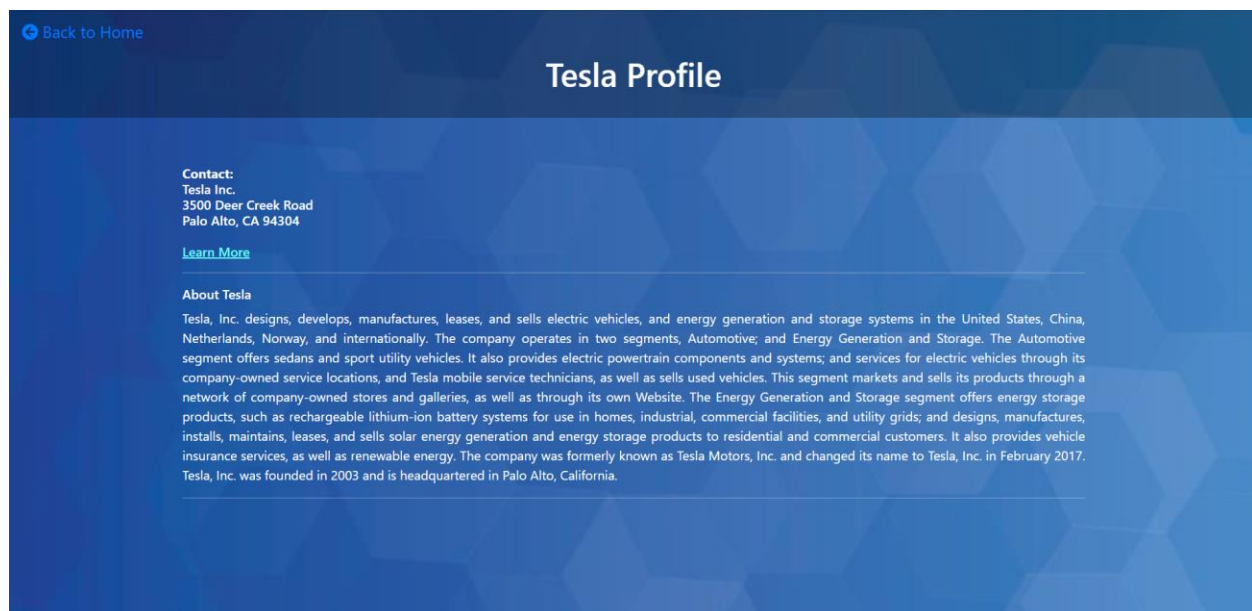 Back to Home
Tesla Profile
Contact:
Tesla Inc.
3500 Deer Creek Road
Palo Alto, CA 94304
Learn More
About Tesla
Tesla, Inc. designs, develops, manufactures, leases, and sells electric vehicles, and energy generation and storage systems in the United States, China,
Netherlands, Norway, and internationally. The company operates in two segments, Automotive; and Energy Generation and Storage. The Automotive
segment offers sedans and sport utility vehicles. It also provides electric powertrain components and systems; and services for electric vehicles through its
company-owned service locations, and Tesla mobile service technicians, as well as sells used vehicles. This segment markets and sells its products through a
network of company-owned stores and galleries, as well as through its own Website. The Energy Generation and Storage segment offers energy storage
products, such as rechargeable lithium-ion battery systems for use in homes, industrial, commercial facilities, and utility grids; and designs, manufactures,
installs, maintains, leases, and sells solar energy generation and energy storage products to residential and commercial customers. It also provides vehicle
insurance services, as well as renewable energy. The company was formerly known as Tesla Motors, Inc. and changed its name to Tesla, Inc. in February 2017.
Tesla, Inc. was founded in 2003 and is headquartered in Palo Alto, California.